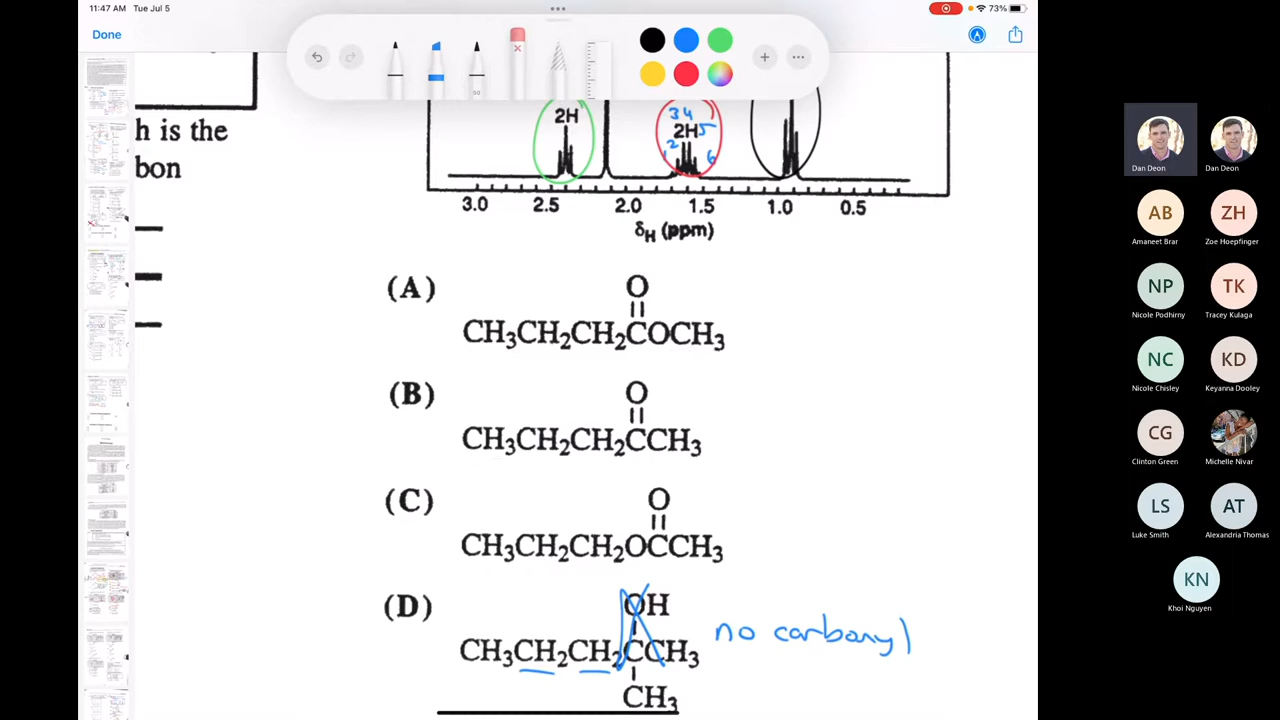 11:47 AM Tue Jul 5
73%
Done
h is the
bon
2H
3 4
2H 5
2
6
3.0 2.5 2.0 1.5 1.0 0.5
δH (ppm)
(A)
O
CH₃CH₂CH₂COCH₃
(B)
O
CH₃CH₂CH₂CCH₃
(C)
O
CH₃CH₂CH₂OCCH₃
(D)
OH
CH₃CH₂CH₂CCH₃
CH₃
no carbonyl
Dan Deon
Dan Deon
AB
ZH
Amaneet Brar
Zoe Hoepfinger
NP
TK
Nicole Podhirny
Tracey Kulaga
NC
KD
Nicole Chisley
Keyanna Dooley
CG
Clinton Green
Michelle Nivar
LS
AT
Luke Smith
Alexandria Thomas
KN
Khoi Nguyen